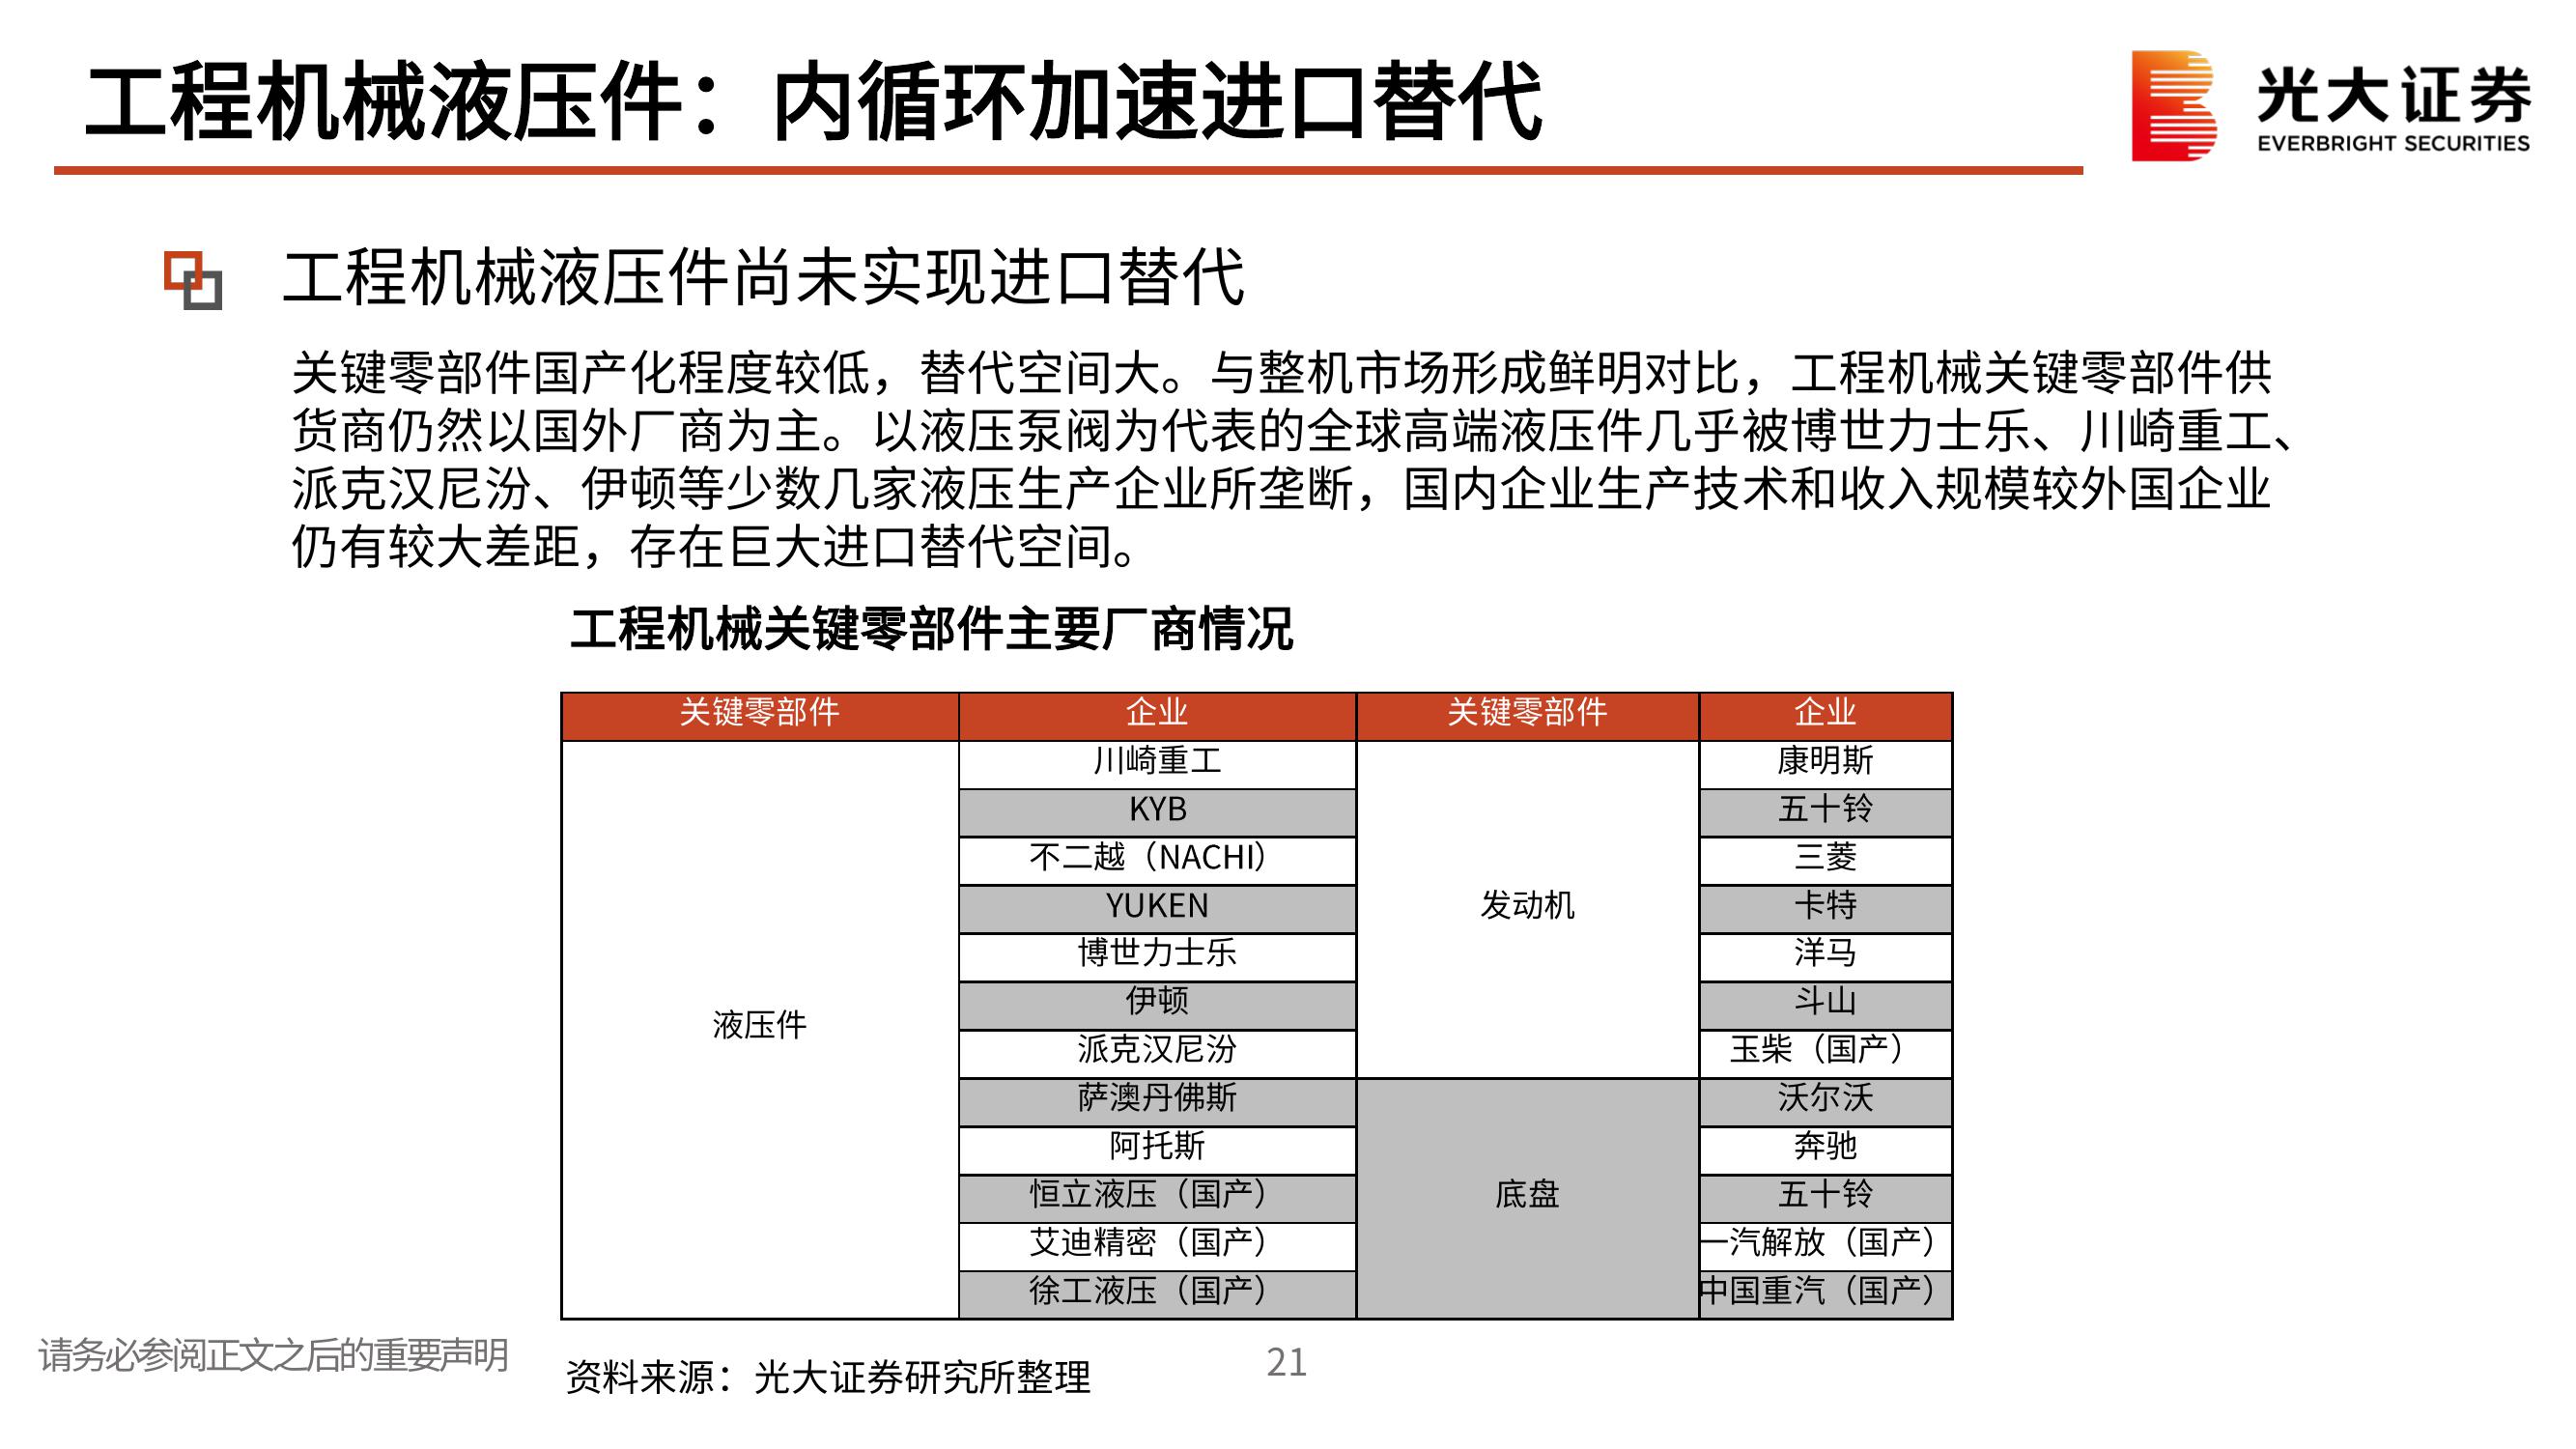 工程机械液压件：内循环加速进口替代
光大证券
EVERBRIGHT SECURITIES
工程机械液压件尚未实现进口替代
关键零部件国产化程度较低，替代空间大。与整机市场形成鲜明对比，工程机械关键零部件供
货商仍然以国外厂商为主。以液压泵阀为代表的全球高端液压件几乎被博世力士乐、川崎重工、
派克汉尼汾、伊顿等少数几家液压生产企业所垄断，国内企业生产技术和收入规模较外国企业
仍有较大差距，存在巨大进口替代空间。
工程机械关键零部件主要厂商情况
关键零部件 企业 关键零部件 企业
川崎重工 康明斯
KYB 五十铃
不二越（NACHI） 三菱
YUKEN 发动机 卡特
博世力士乐 洋马
伊顿 斗山
液压件 派克汉尼汾 玉柴（国产）
萨澳丹佛斯 沃尔沃
阿托斯 奔驰
恒立液压（国产） 底盘 五十铃
艾迪精密（国产） 一汽解放（国产）
徐工液压（国产） 中国重汽（国产）
请务必参阅正文之后的重要声明
资料来源：光大证券研究所整理
21